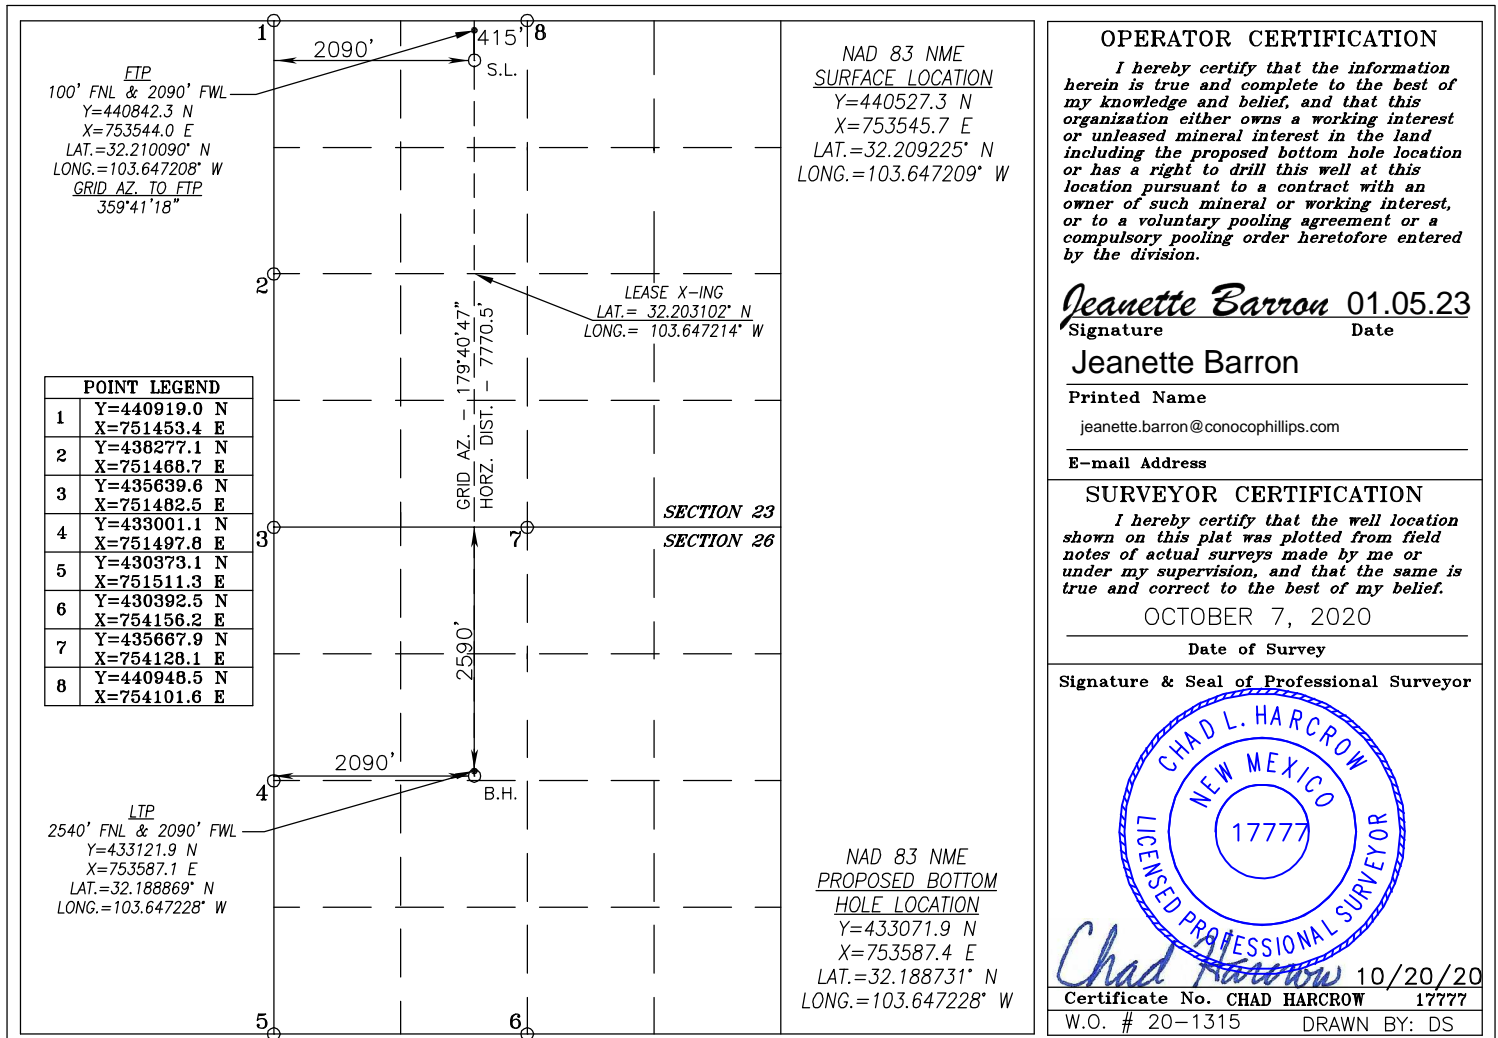 1
8
2090'
415'
S.L.
FTP
100' FNL & 2090' FWL
Y=440842.3 N
X=753544.0 E
LAT.=32.210090° N
LONG.=103.647208° W
GRID AZ. TO FTP
359°41'18"
NAD 83 NME
SURFACE LOCATION
Y=440527.3 N
X=753545.7 E
LAT.=32.209225° N
LONG.=103.647209° W
2
LEASE X-ING
LAT.= 32.203102° N
LONG.= 103.647214° W
GRID AZ. - 179°40'47"
HORZ. DIST. - 7770.5'
POINT LEGEND
1 Y=440919.0 N
X=751453.4 E
2 Y=438277.1 N
X=751468.7 E
3 Y=435639.6 N
X=751482.5 E
4 Y=433001.1 N
X=751497.8 E
5 Y=430373.1 N
X=751511.3 E
6 Y=430392.5 N
X=754156.2 E
7 Y=435667.9 N
X=754128.1 E
8 Y=440948.5 N
X=754101.6 E
SECTION 23
3
7
SECTION 26
2590'
2090'
4
B.H.
LTP
2540' FNL & 2090' FWL
Y=433121.9 N
X=753587.1 E
LAT.=32.188869° N
LONG.=103.647228° W
NAD 83 NME
PROPOSED BOTTOM
HOLE LOCATION
Y=433071.9 N
X=753587.4 E
LAT.=32.188731° N
LONG.=103.647228° W
5
6
OPERATOR CERTIFICATION
I hereby certify that the information
herein is true and complete to the best of
my knowledge and belief, and that this
organization either owns a working interest
or unleased mineral interest in the land
including the proposed bottom hole location
or has a right to drill this well at this
location pursuant to a contract with an
owner of such mineral or working interest,
or to a voluntary pooling agreement or a
compulsory pooling order heretofore entered
by the division.
Jeanette Barron 01.05.23
Signature Date
Jeanette Barron
Printed Name
jeanette.barron@conocophillips.com
E-mail Address
SURVEYOR CERTIFICATION
I hereby certify that the well location
shown on this plat was plotted from field
notes of actual surveys made by me or
under my supervision, and that the same is
true and correct to the best of my belief.
OCTOBER 7, 2020
Date of Survey
Signature & Seal of Professional Surveyor
CHAD L. HARCROW
NEW MEXICO
17777
LICENSED PROFESSIONAL SURVEYOR
Chad Harcrow 10/20/20
Certificate No. CHAD HARCROW 17777
W.O. # 20-1315 DRAWN BY: DS